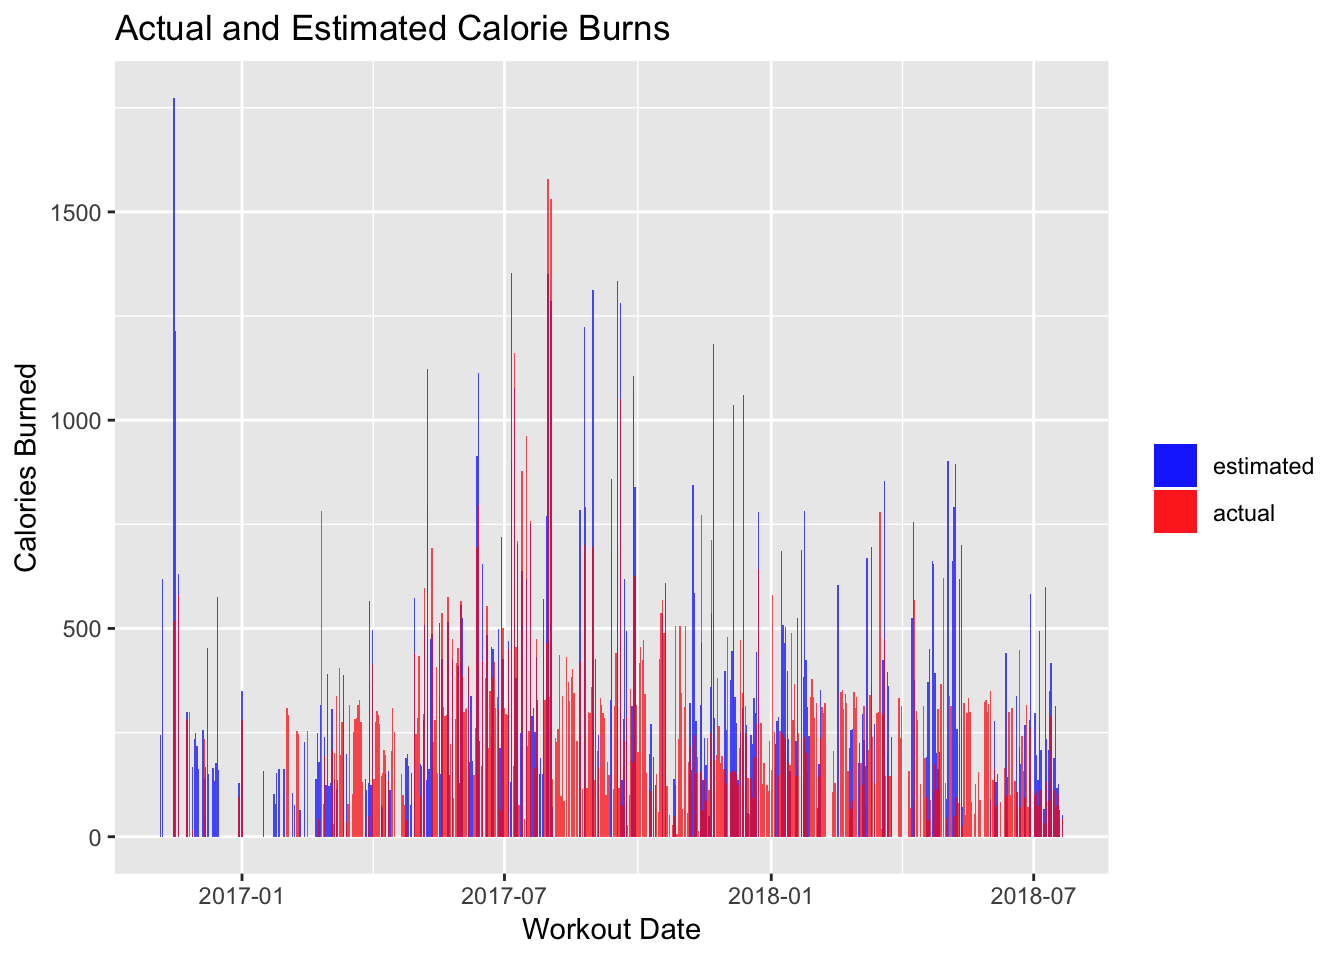 Actual and Estimated Calorie Burns
Calories Burned
1500
1000
500
0
2017-01
2017-07
2018-01
2018-07
Workout Date
estimated
actual